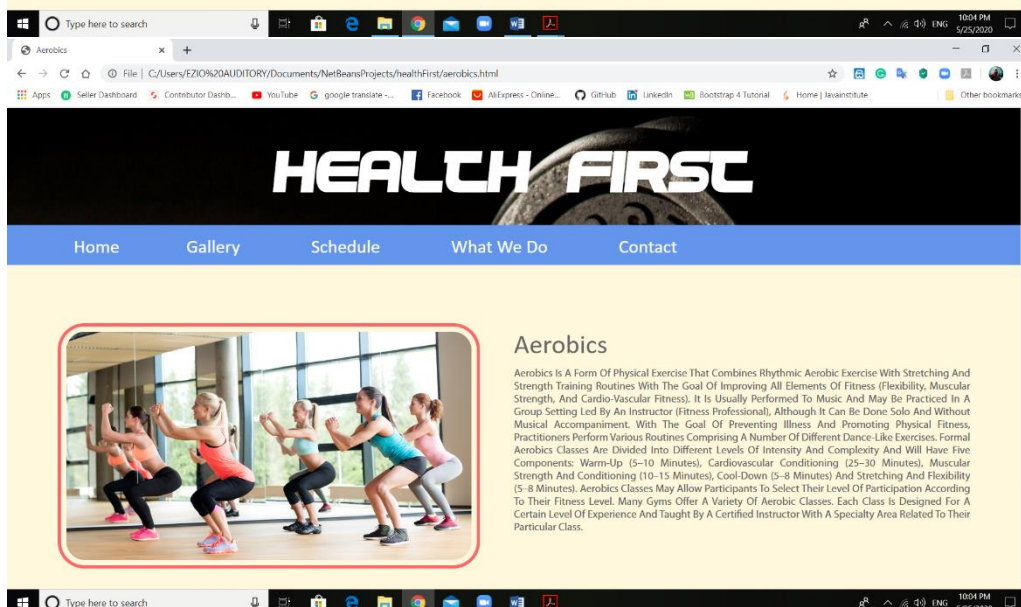 Type here to search
ENG
10:04 PM
5/25/2020
Aerobics
File | C:/Users/EZIO%20AUDITORY/Documents/NetBeansProjects/healthFirst/aerobics.html
Apps Seller Dashboard Contributor Dashb... YouTube google translate -... Facebook AliExpress - Online... GitHub LinkedIn Bootstrap 4 Tutorial Home | Javainstitute Other bookmarks
HEALTH FIRST
Home Gallery Schedule What We Do Contact
Aerobics
Aerobics Is A Form Of Physical Exercise That Combines Rhythmic Aerobic Exercise With Stretching And
Strength Training Routines With The Goal Of Improving All Elements Of Fitness (Flexibility, Muscular
Strength, And Cardio-Vascular Fitness). It Is Usually Performed To Music And May Be Practiced In A
Group Setting Led By An Instructor (Fitness Professional), Although It Can Be Done Solo And Without
Musical Accompaniment. With The Goal Of Preventing Illness And Promoting Physical Fitness,
Practitioners Perform Various Routines Comprising A Number Of Different Dance-Like Exercises. Formal
Aerobics Classes Are Divided Into Different Levels Of Intensity And Complexity And Will Have Five
Components: Warm-Up (5–10 Minutes), Cardiovascular Conditioning (25–30 Minutes), Muscular
Strength And Conditioning (10–15 Minutes), Cool-Down (5–8 Minutes) And Stretching And Flexibility
(5–8 Minutes). Aerobics Classes May Allow Participants To Select Their Level Of Participation According
To Their Fitness Level. Many Gyms Offer A Variety Of Aerobic Classes. Each Class Is Designed For A
Certain Level Of Experience And Taught By A Certified Instructor With A Specialty Area Related To Their
Particular Class.
Type here to search
ENG
10:04 PM